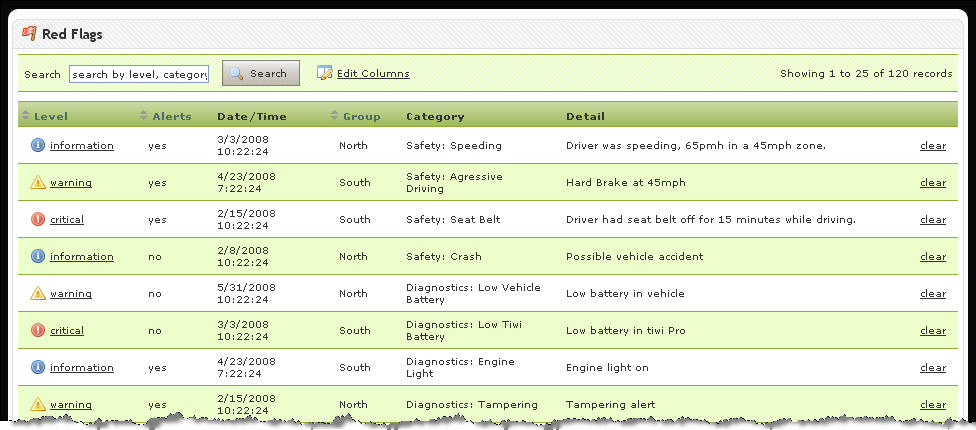 Red Flags
Search search by level, category Search Edit Columns Showing 1 to 25 of 120 records
Level Alerts Date/Time Group Category Detail
information yes 3/3/2008 10:22:24 North Safety: Speeding Driver was speeding, 65pmh in a 45mph zone. clear
warning yes 4/23/2008 7:22:24 South Safety: Agressive Driving Hard Brake at 45mph clear
critical yes 2/15/2008 10:22:24 South Safety: Seat Belt Driver had seat belt off for 15 minutes while driving. clear
information no 2/8/2008 10:22:24 North Safety: Crash Possible vehicle accident clear
warning no 5/31/2008 10:22:24 North Diagnostics: Low Vehicle Battery Low battery in vehicle clear
critical no 3/3/2008 10:22:24 South Diagnostics: Low Tiwi Battery Low battery in tiwi Pro clear
information yes 4/23/2008 7:22:24 South Diagnostics: Engine Light Engine light on clear
warning yes 2/15/2008 10:22:24 North Diagnostics: Tampering Tampering alert clear